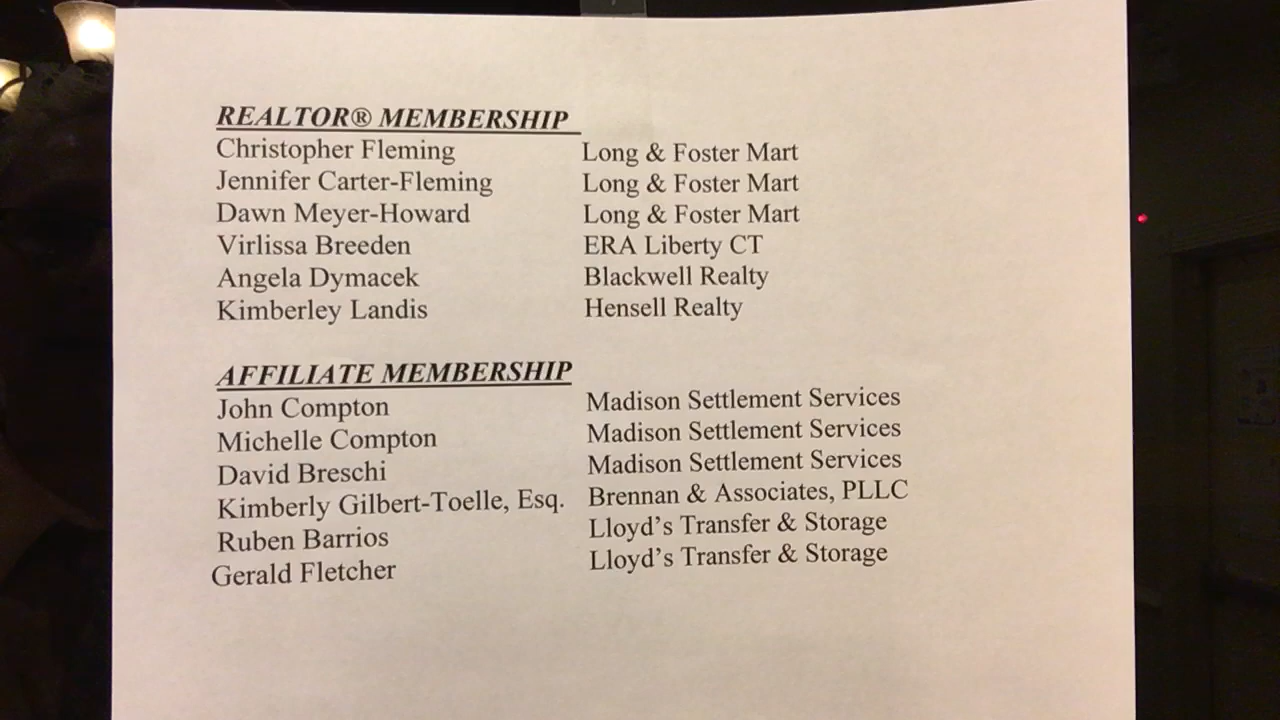 REALTOR® MEMBERSHIP
Christopher Fleming Long & Foster Mart
Jennifer Carter-Fleming Long & Foster Mart
Dawn Meyer-Howard Long & Foster Mart
Virlissa Breeden ERA Liberty CT
Angela Dymacek Blackwell Realty
Kimberley Landis Hensell Realty
AFFILIATE MEMBERSHIP
John Compton Madison Settlement Services
Michelle Compton Madison Settlement Services
David Breschi Madison Settlement Services
Kimberly Gilbert-Toelle, Esq. Brennan & Associates, PLLC
Ruben Barrios Lloyd's Transfer & Storage
Gerald Fletcher Lloyd's Transfer & Storage